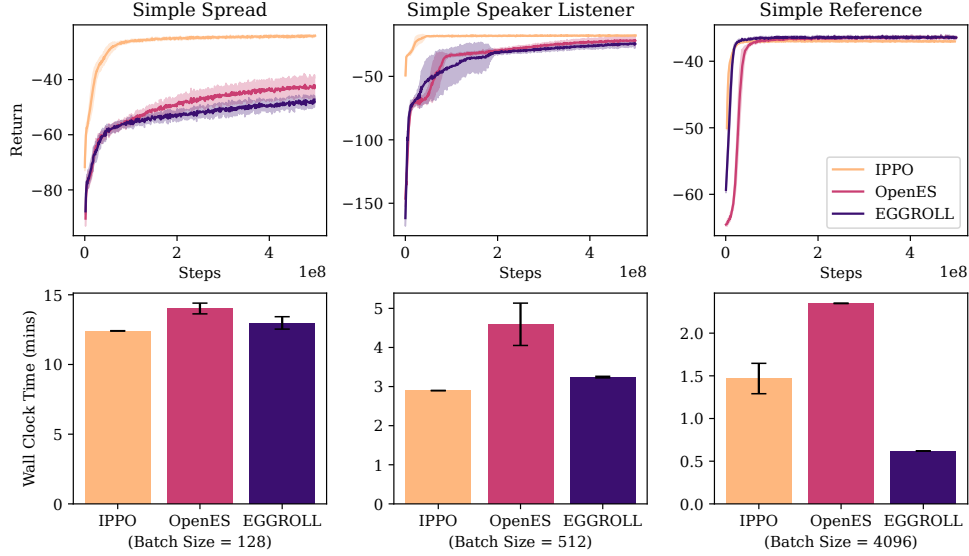 Simple Spread
Simple Speaker Listener
Simple Reference
Return
−40
−60
−80
0
2
4
Steps
1e8
−50
−100
−150
0
2
4
Steps
1e8
−40
−50
−60
IPPO
OpenES
EGGROLL
0
2
4
Steps
1e8
Wall Clock Time (mins)
15
10
5
0
IPPO
OpenES
EGGROLL
(Batch Size = 128)
5
4
3
2
1
0
IPPO
OpenES
EGGROLL
(Batch Size = 512)
2.0
1.5
1.0
0.5
0.0
IPPO
OpenES
EGGROLL
(Batch Size = 4096)